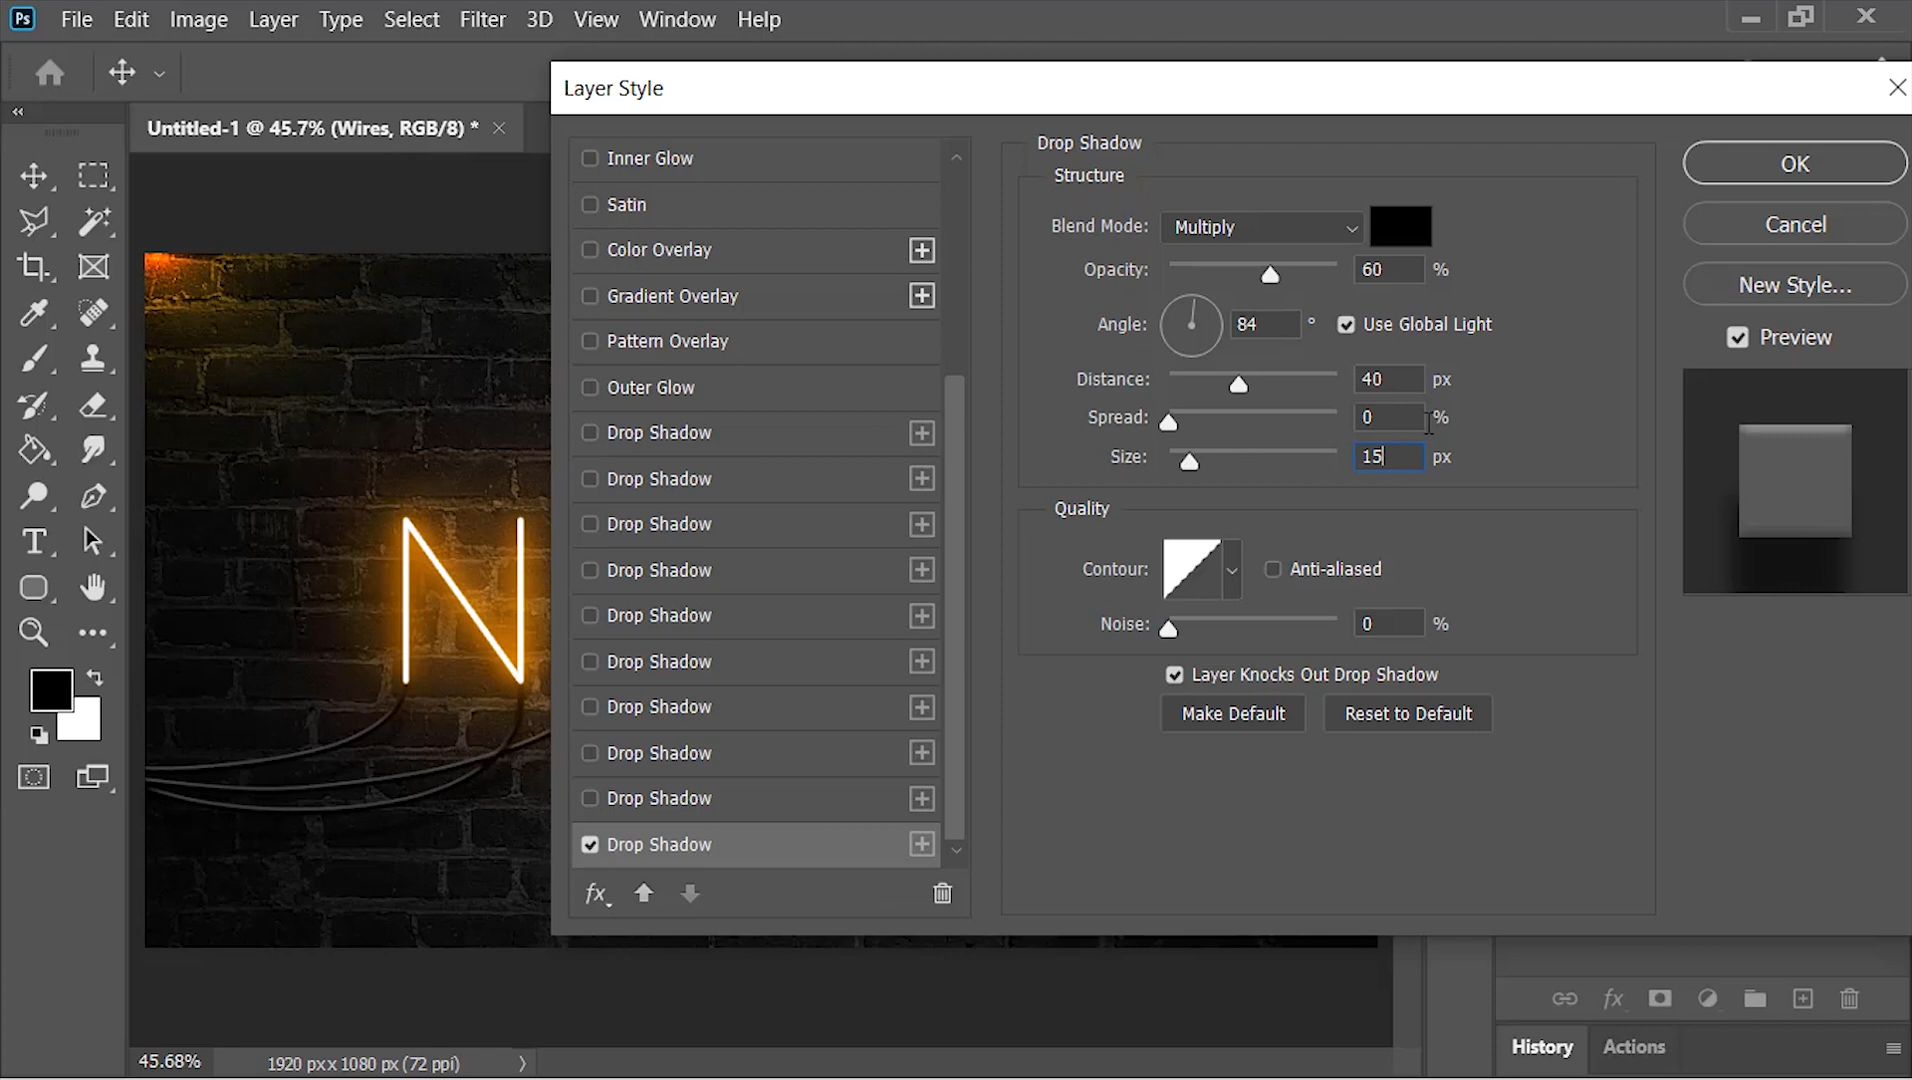 Ps File Edit Image Layer Type Select Filter 3D View Window Help
Layer Style
Untitled-1 @ 45.7% (Wires, RGB/8) *
Inner Glow
Satin
Color Overlay
Gradient Overlay
Pattern Overlay
Outer Glow
Drop Shadow
Drop Shadow
Drop Shadow
Drop Shadow
Drop Shadow
Drop Shadow
Drop Shadow
Drop Shadow
Drop Shadow
Drop Shadow
fx
Drop Shadow
Structure
Blend Mode: Multiply
Opacity: 60 %
Angle: 84 ° Use Global Light
Distance: 40 px
Spread: 0 %
Size: 15 px
Quality
Contour: Anti-aliased
Noise: 0 %
Layer Knocks Out Drop Shadow
Make Default Reset to Default
OK
Cancel
New Style...
Preview
T
N
fx
History Actions
45.68% 1920 px x 1080 px (72 ppi)